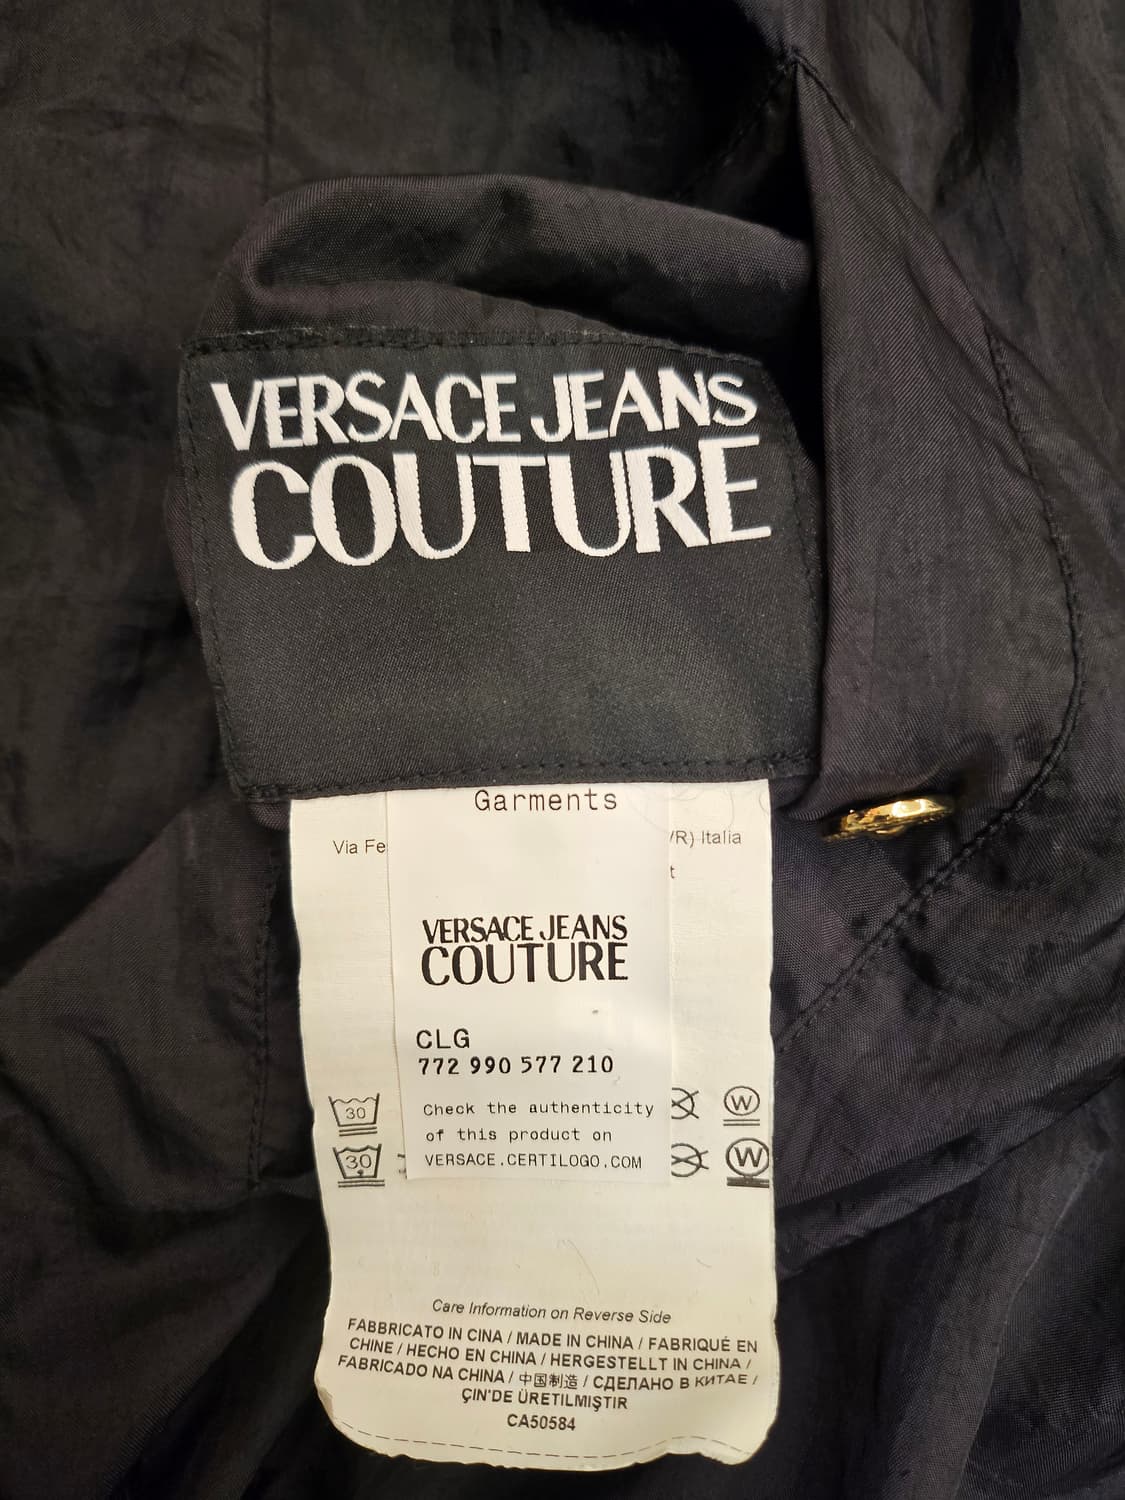 VERSACE JEANS
COUTURE
Garments
Via Fe
/R) Italia
t
VERSACE JEANS
COUTURE
CLG
772 990 577 210
30
W
Check the authenticity
of this product on
30
W
VERSACE.CERTILOGO.COM
Care Information on Reverse Side
FABBRICATO IN CINA / MADE IN CHINA / FABRIQUÉ EN
CHINE / HECHO EN CHINA / HERGESTELLT IN CHINA /
FABRICADO NA CHINA / 中国制造 / СДЕЛАНО В КИТАЕ /
ÇIN'DE ÜRETILMIŞTIR
CA50584